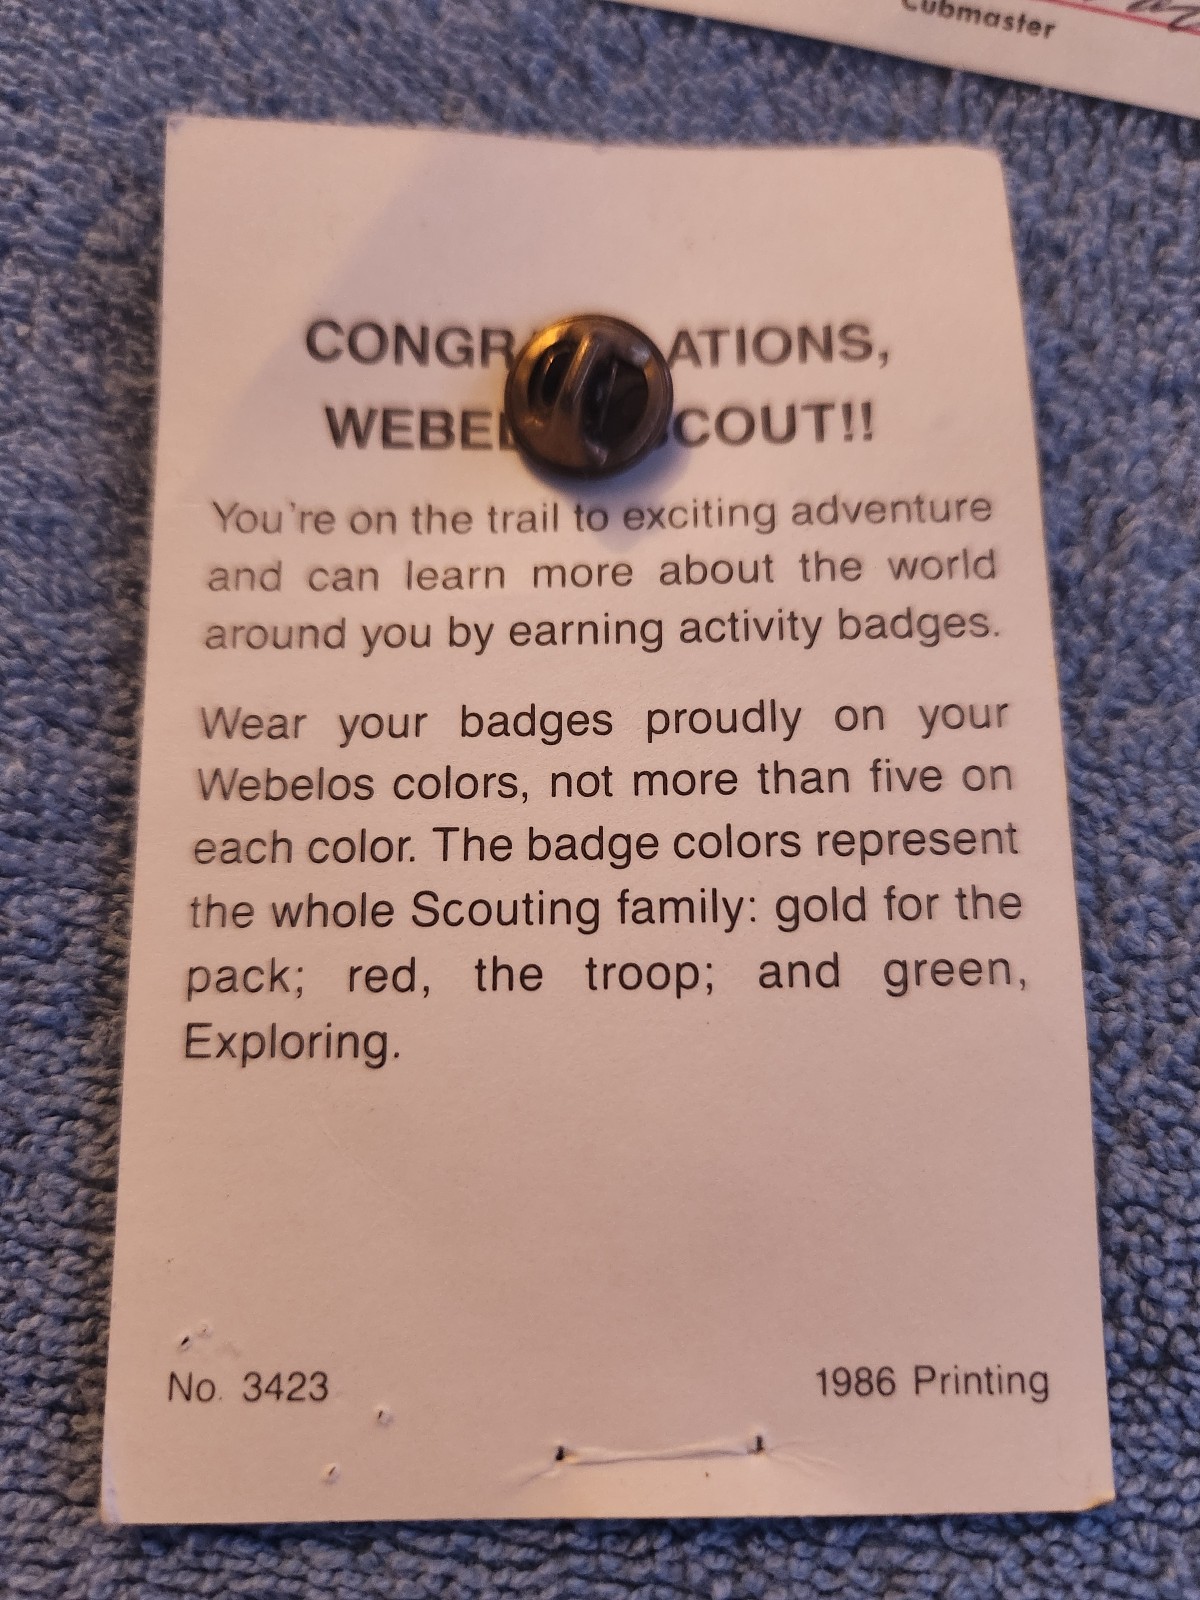 Cubmaster
CONGR ATIONS,
WEBEL SCOUT!!
You're on the trail to exciting adventure
and can learn more about the world
around you by earning activity badges.
Wear your badges proudly on your
Webelos colors, not more than five on
each color. The badge colors represent
the whole Scouting family: gold for the
pack; red, the troop; and green,
Exploring.
No. 3423
1986 Printing